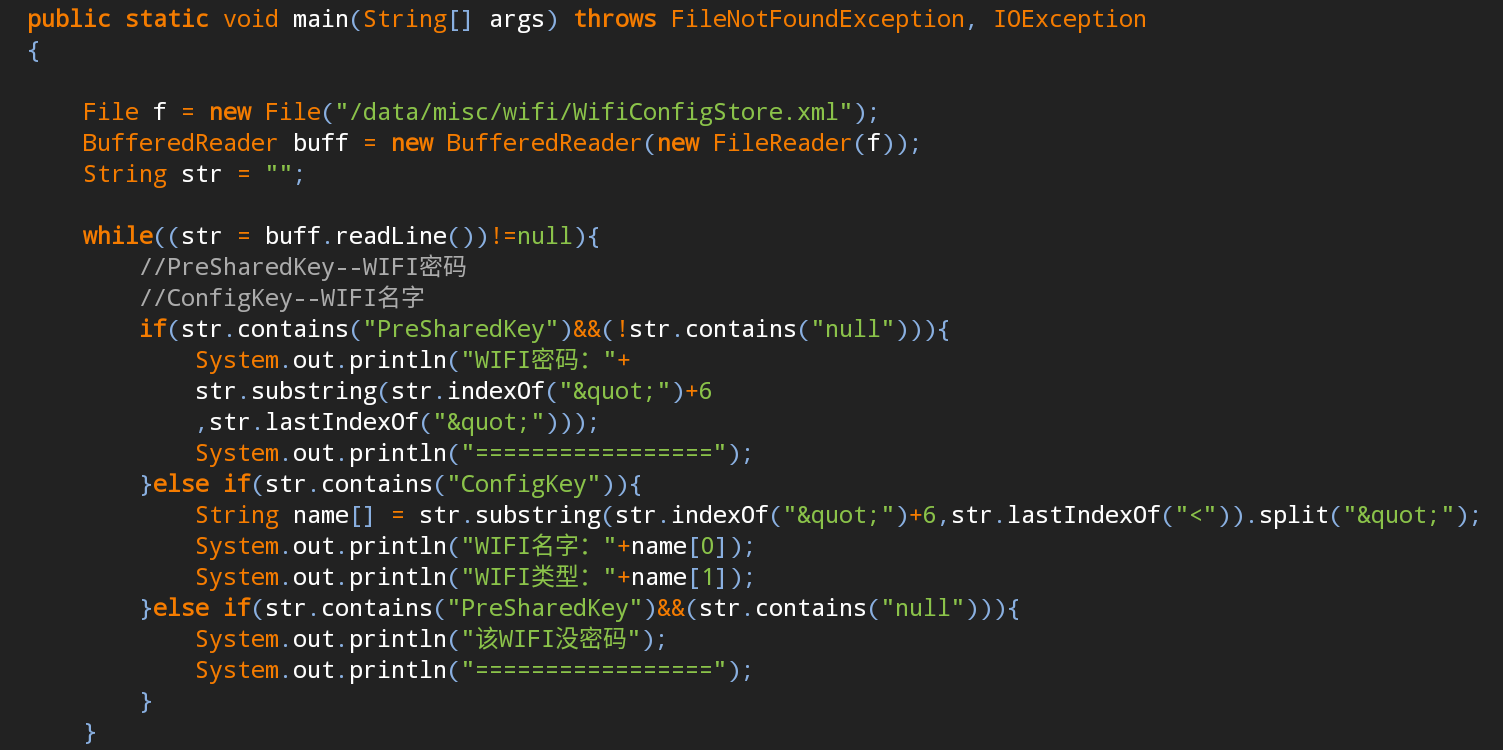 public static void main(String[] args) throws FileNotFoundException, IOException
{
File f = new File("/data/misc/wifi/WifiConfigStore.xml");
BufferedReader buff = new BufferedReader(new FileReader(f));
String str = "";
while((str = buff.readLine())!=null){
//PreSharedKey--WIFI密码
//ConfigKey--WIFI名字
if(str.contains("PreSharedKey")&&(!str.contains("null"))){
System.out.println("WIFI密码："+
str.substring(str.indexOf("&quot;")+6
,str.lastIndexOf("&quot;")));
System.out.println("=================");
}else if(str.contains("ConfigKey")){
String name[] = str.substring(str.indexOf("&quot;")+6,str.lastIndexOf("<")).split("&quot;");
System.out.println("WIFI名字："+name[0]);
System.out.println("WIFI类型："+name[1]);
}else if(str.contains("PreSharedKey")&&(str.contains("null"))){
System.out.println("该WIFI没密码");
System.out.println("=================");
}
}